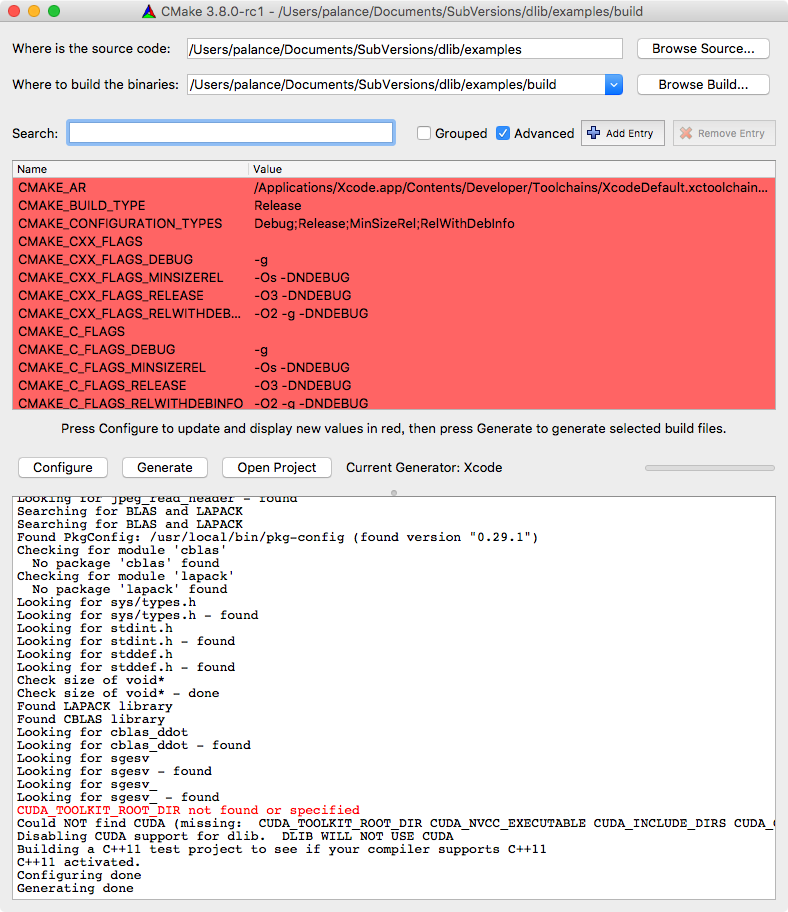 CMake 3.8.0-rc1 - /Users/palance/Documents/SubVersions/dlib/examples/build
Where is the source code: /Users/palance/Documents/SubVersions/dlib/examples Browse Source...
Where to build the binaries: /Users/palance/Documents/SubVersions/dlib/examples/build Browse Build...
Search: Grouped Advanced Add Entry Remove Entry
Name Value
CMAKE_AR /Applications/Xcode.app/Contents/Developer/Toolchains/XcodeDefault.xctoolchain...
CMAKE_BUILD_TYPE Release
CMAKE_CONFIGURATION_TYPES Debug;Release;MinSizeRel;RelWithDebInfo
CMAKE_CXX_FLAGS
CMAKE_CXX_FLAGS_DEBUG -g
CMAKE_CXX_FLAGS_MINSIZEREL -Os -DNDEBUG
CMAKE_CXX_FLAGS_RELEASE -O3 -DNDEBUG
CMAKE_CXX_FLAGS_RELWITHDEB... -O2 -g -DNDEBUG
CMAKE_C_FLAGS
CMAKE_C_FLAGS_DEBUG -g
CMAKE_C_FLAGS_MINSIZEREL -Os -DNDEBUG
CMAKE_C_FLAGS_RELEASE -O3 -DNDEBUG
CMAKE_C_FLAGS_RELWITHDEBINFO -O2 -g -DNDEBUG
Press Configure to update and display new values in red, then press Generate to generate selected build files.
Configure Generate Open Project Current Generator: Xcode
Looking for jpeg_read_header - found
Searching for BLAS and LAPACK
Searching for BLAS and LAPACK
Found PkgConfig: /usr/local/bin/pkg-config (found version "0.29.1")
Checking for module 'cblas'
No package 'cblas' found
Checking for module 'lapack'
No package 'lapack' found
Looking for sys/types.h
Looking for sys/types.h - found
Looking for stdint.h
Looking for stdint.h - found
Looking for stddef.h
Looking for stddef.h - found
Check size of void*
Check size of void* - done
Found LAPACK library
Found CBLAS library
Looking for cblas_ddot
Looking for cblas_ddot - found
Looking for sgesv
Looking for sgesv - found
Looking for sgesv_
Looking for sgesv_ - found
CUDA_TOOLKIT_ROOT_DIR not found or specified
Could NOT find CUDA (missing:  CUDA_TOOLKIT_ROOT_DIR CUDA_NVCC_EXECUTABLE CUDA_INCLUDE_DIRS CUDA_
Disabling CUDA support for dlib.  DLIB WILL NOT USE CUDA
Building a C++11 test project to see if your compiler supports C++11
C++11 activated.
Configuring done
Generating done